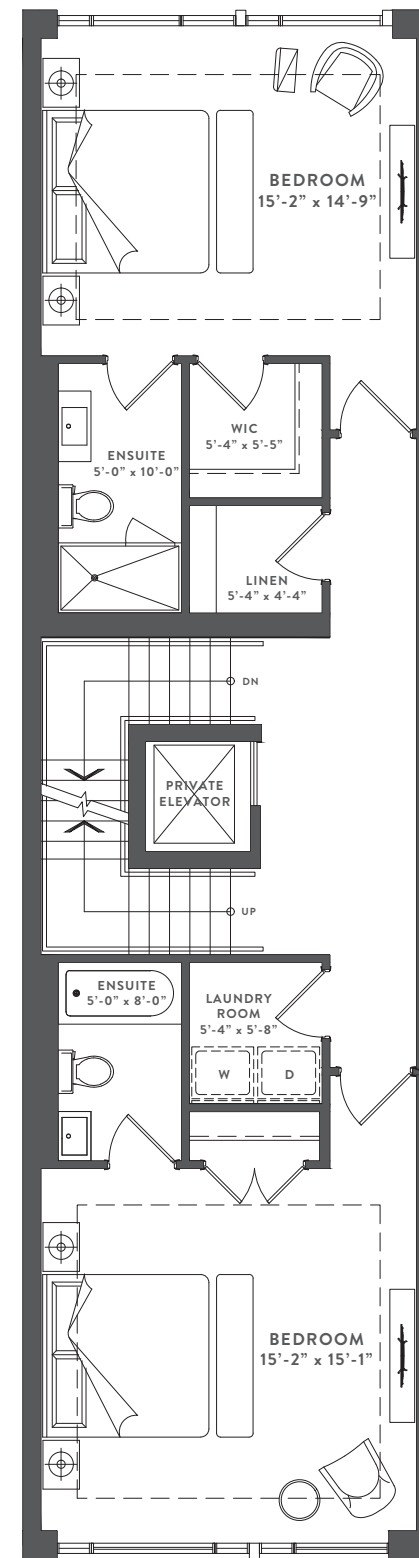 BEDROOM
15’-2” x 14’-9”
WIC
5’-4” x 5’-5”
ENSUITE
5’-0” x 10’-0”
LINEN
5’-4” x 4’-4”
DN
PRIVATE
ELEVATOR
UP
ENSUITE
5’-0” x 8’-0”
LAUNDRY
ROOM
5’-4” x 5’-8”
W
D
BEDROOM
15’-2” x 15’-1”